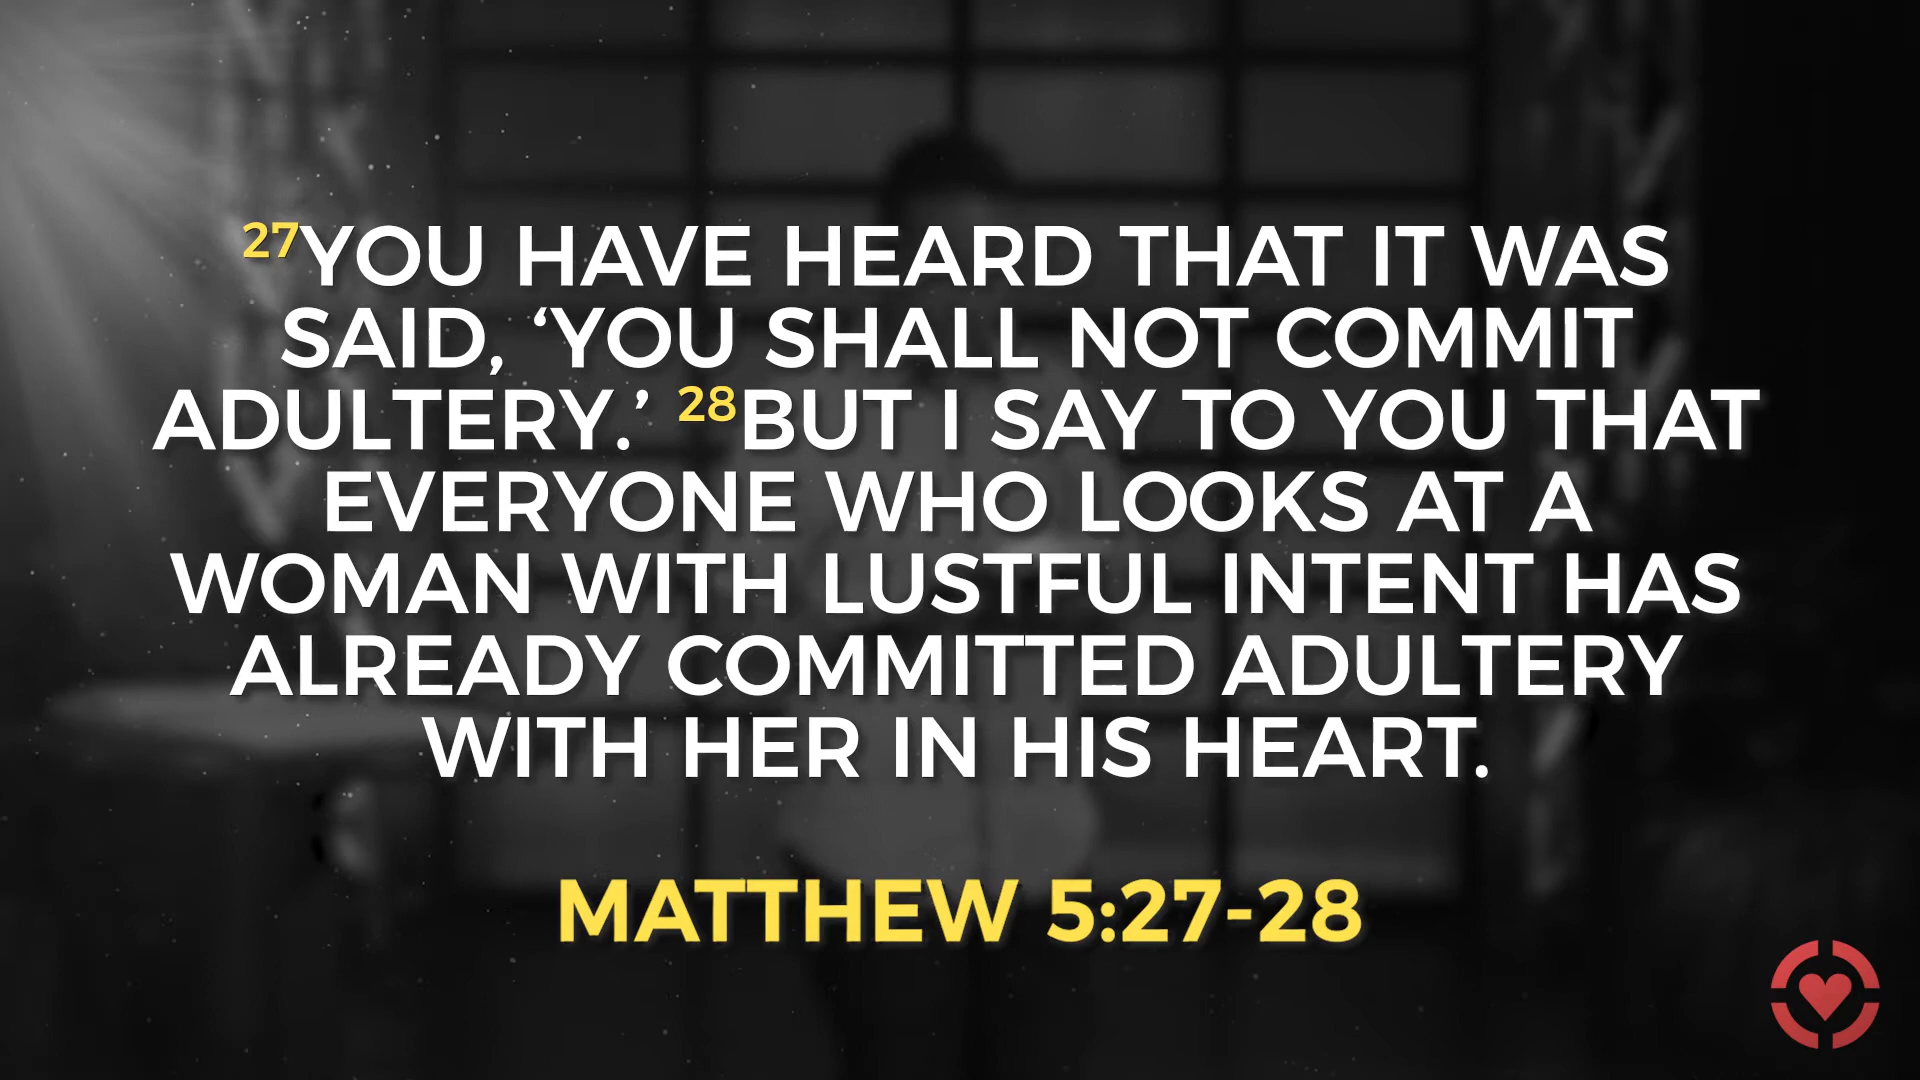 27YOU HAVE HEARD THAT IT WAS
SAID, ‘YOU SHALL NOT COMMIT
ADULTERY.’ 28BUT I SAY TO YOU THAT
EVERYONE WHO LOOKS AT A
WOMAN WITH LUSTFUL INTENT HAS
ALREADY COMMITTED ADULTERY
WITH HER IN HIS HEART.
MATTHEW 5:27-28